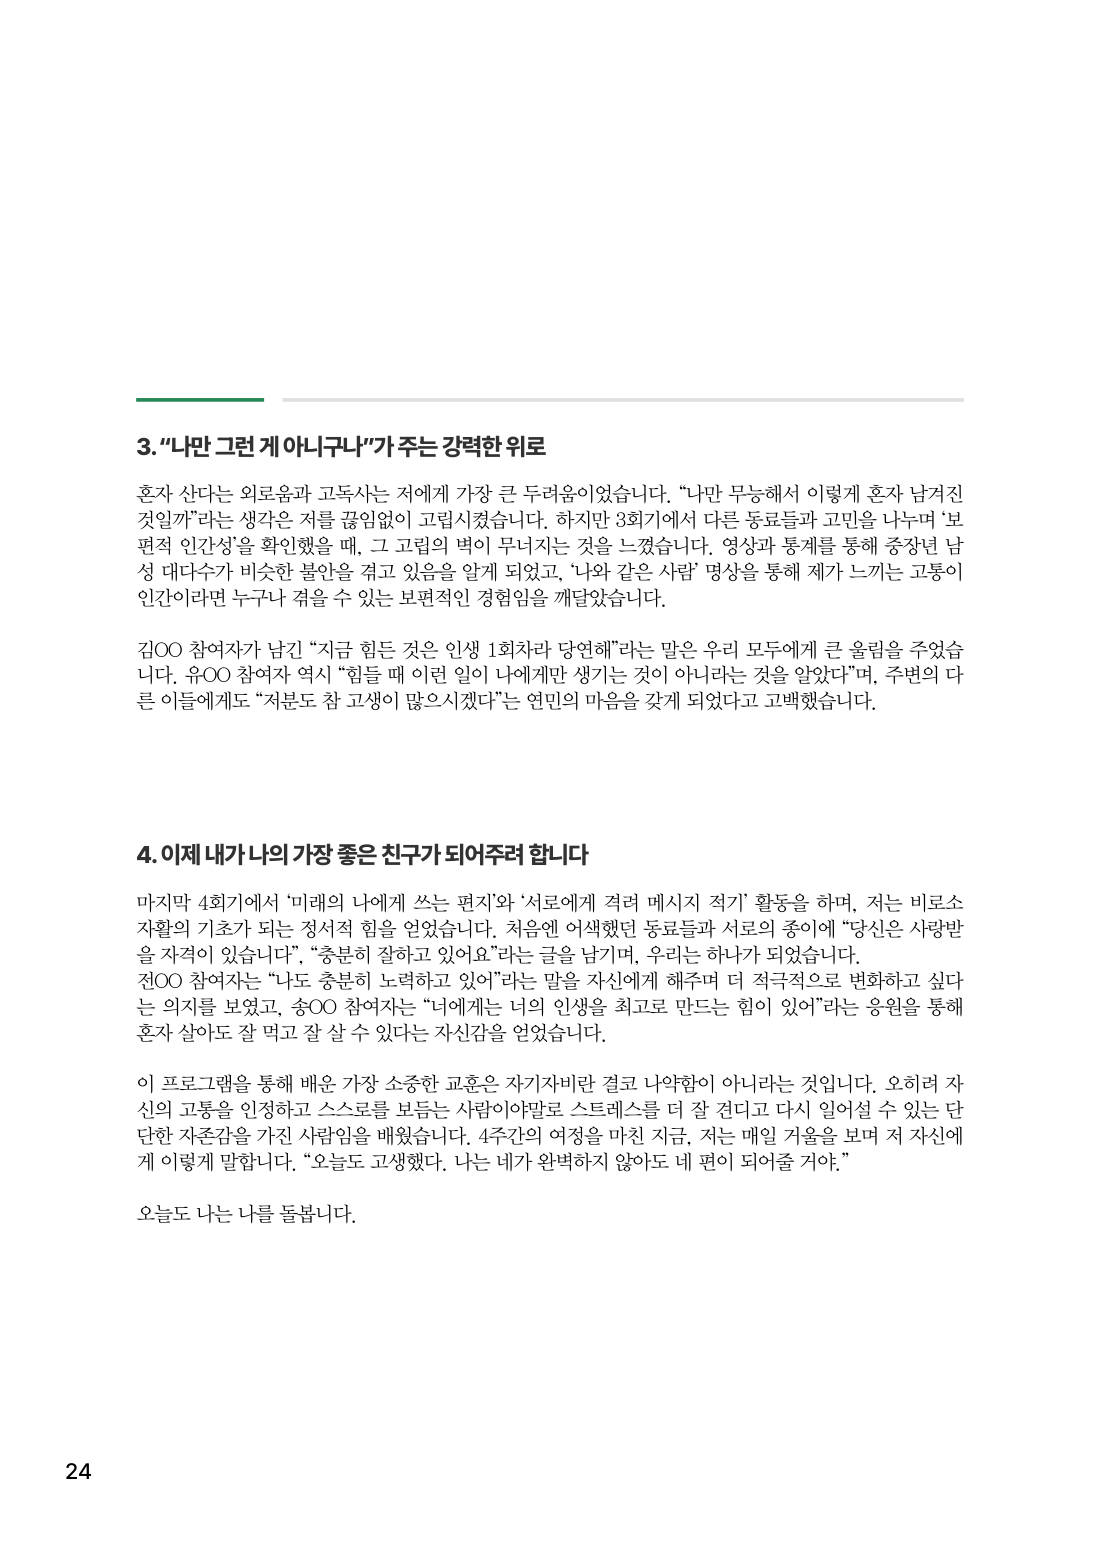 3. “나만 그런 게 아니구나”가 주는 강력한 위로
혼자 산다는 외로움과 고독사는 저에게 가장 큰 두려움이었습니다. “나만 무능해서 이렇게 혼자 남겨진
것일까”라는 생각은 저를 끊임없이 고립시켰습니다. 하지만 3회기에서 다른 동료들과 고민을 나누며 ‘보
편적 인간성’을 확인했을 때, 그 고립의 벽이 무너지는 것을 느꼈습니다. 영상과 통계를 통해 중장년 남
성 대다수가 비슷한 불안을 겪고 있음을 알게 되었고, ‘나와 같은 사람’ 명상을 통해 제가 느끼는 고통이
인간이라면 누구나 겪을 수 있는 보편적인 경험임을 깨달았습니다.
김OO 참여자가 남긴 “지금 힘든 것은 인생 1회차라 당연해”라는 말은 우리 모두에게 큰 울림을 주었습
니다. 유OO 참여자 역시 “힘들 때 이런 일이 나에게만 생기는 것이 아니라는 것을 알았다”며, 주변의 다
른 이들에게도 “저분도 참 고생이 많으시겠다”는 연민의 마음을 갖게 되었다고 고백했습니다.
4. 이제 내가 나의 가장 좋은 친구가 되어주려 합니다
마지막 4회기에서 ‘미래의 나에게 쓰는 편지’와 ‘서로에게 격려 메시지 적기’ 활동을 하며, 저는 비로소
자활의 기초가 되는 정서적 힘을 얻었습니다. 처음엔 어색했던 동료들과 서로의 종이에 “당신은 사랑받
을 자격이 있습니다”, “충분히 잘하고 있어요”라는 글을 남기며, 우리는 하나가 되었습니다.
전OO 참여자는 “나도 충분히 노력하고 있어”라는 말을 자신에게 해주며 더 적극적으로 변화하고 싶다
는 의지를 보였고, 송OO 참여자는 “너에게는 너의 인생을 최고로 만드는 힘이 있어”라는 응원을 통해
혼자 살아도 잘 먹고 잘 살 수 있다는 자신감을 얻었습니다.
이 프로그램을 통해 배운 가장 소중한 교훈은 자기자비란 결코 나약함이 아니라는 것입니다. 오히려 자
신의 고통을 인정하고 스스로를 보듬는 사람이야말로 스트레스를 더 잘 견디고 다시 일어설 수 있는 단
단한 자존감을 가진 사람임을 배웠습니다. 4주간의 여정을 마친 지금, 저는 매일 거울을 보며 저 자신에
게 이렇게 말합니다. “오늘도 고생했다. 나는 네가 완벽하지 않아도 네 편이 되어줄 거야.”
오늘도 나는 나를 돌봅니다.
24